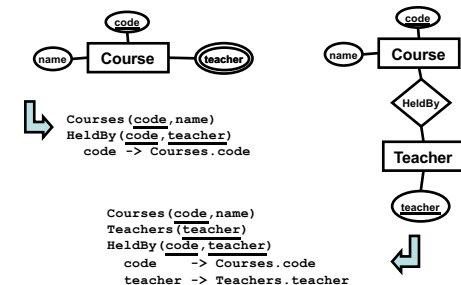 code
name
Course
teacher
Courses(code,name)
HeldBy(code,teacher)
code -> Courses.code
code
name
Course
HeldBy
Teacher
teacher
Courses(code,name)
Teachers(teacher)
HeldBy(code,teacher)
code -> Courses.code
teacher -> Teachers.teacher